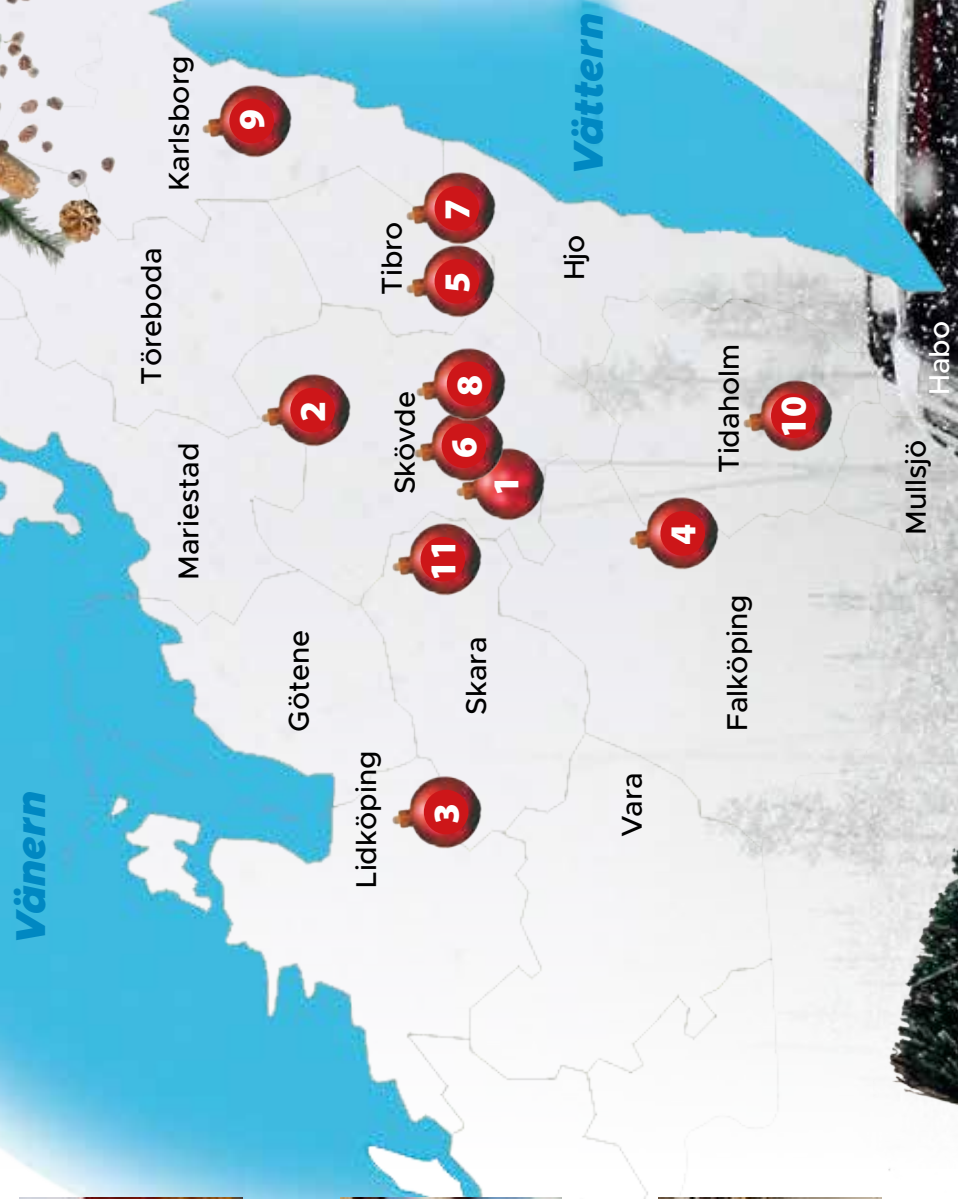 Vänern
Vättern
Karlsborg
9
Töreboda
Mariestad
2
Tibro
7
5
Skövde
8
6
1
11
Hjo
Götene
Skara
Lidköping
3
Tidaholm
10
4
Falköping
Vara
Mullsjö
Habo